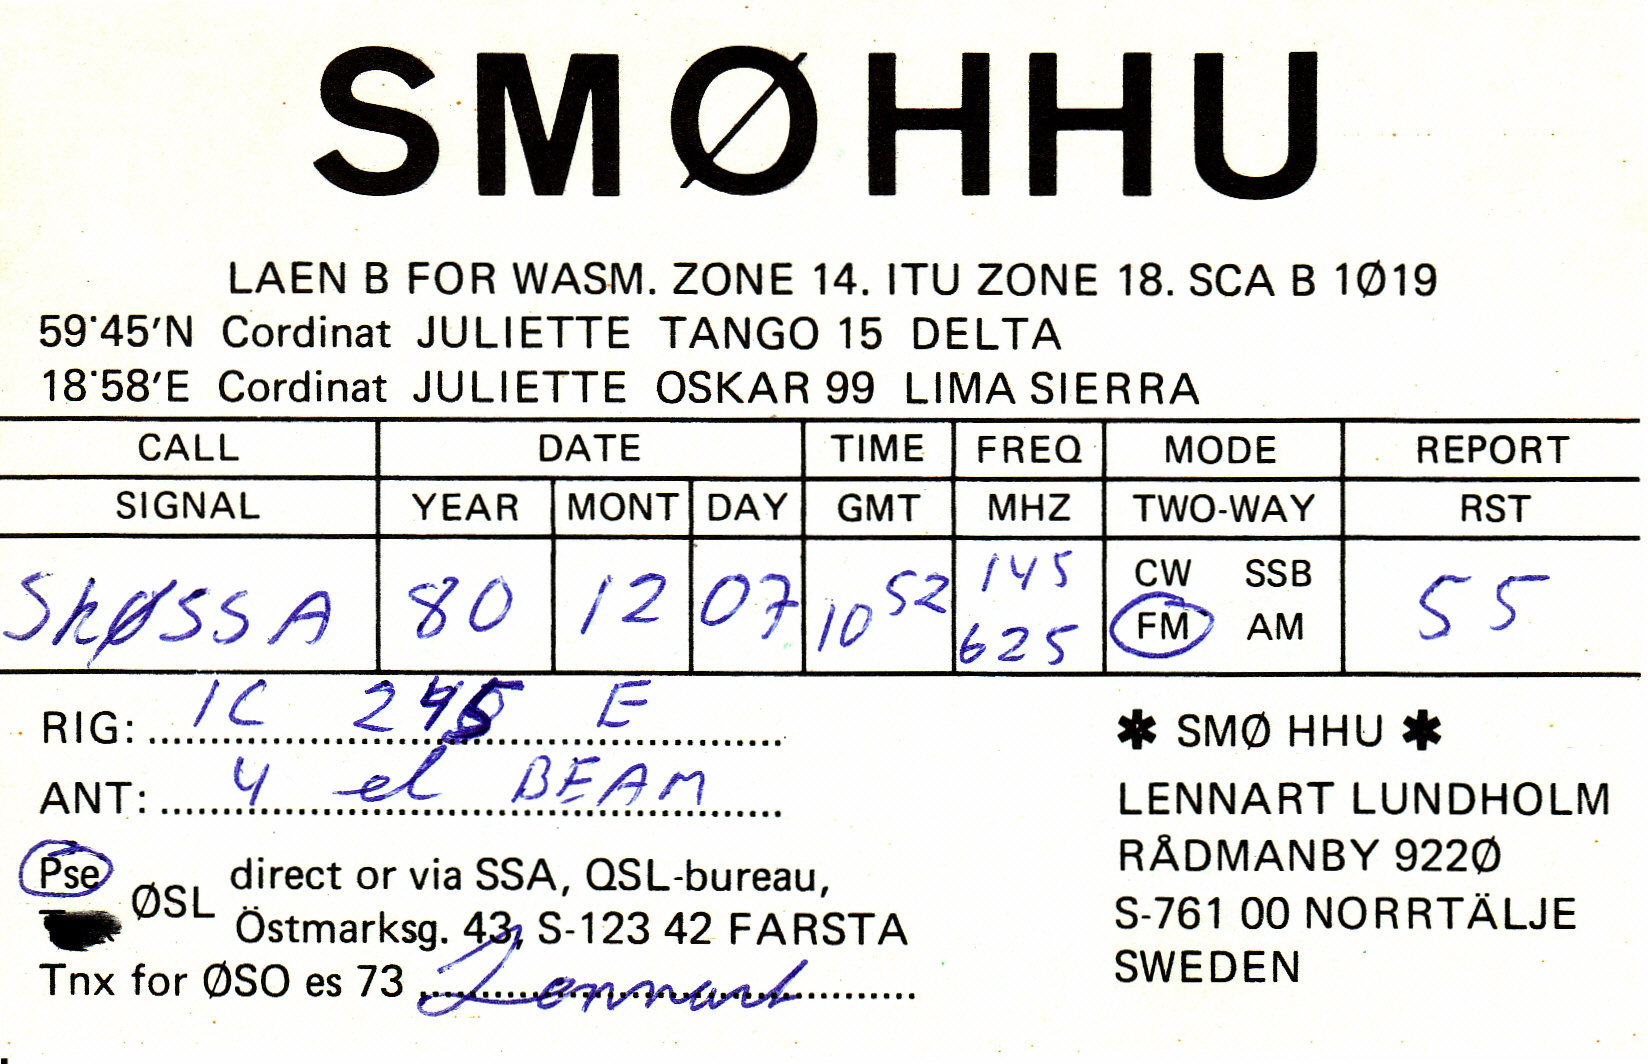 SMØHHU
LAEN B FOR WASM. ZONE 14. ITU ZONE 18. SCA B 1Ø19
59°45'N Cordinat JULIETTE TANGO 15 DELTA
18°58'E Cordinat JULIETTE OSKAR 99 LIMA SIERRA
CALL DATE TIME FREQ MODE REPORT
SIGNAL YEAR MONT DAY GMT MHZ TWO-WAY RST
SKØSSA 80 12 07 10 52 145 625 CW SSB FM AM 55
RIG: IC 245 E
ANT: 4 el BEAM
Pse ØSL direct or via SSA, QSL-bureau,
Östmarksg. 43, S-123 42 FARSTA
Tnx for ØSO es 73 Lennart
✱ SMØ HHU ✱
LENNART LUNDHOLM
RÅDMANBY 922Ø
S-761 00 NORRTÄLJE
SWEDEN